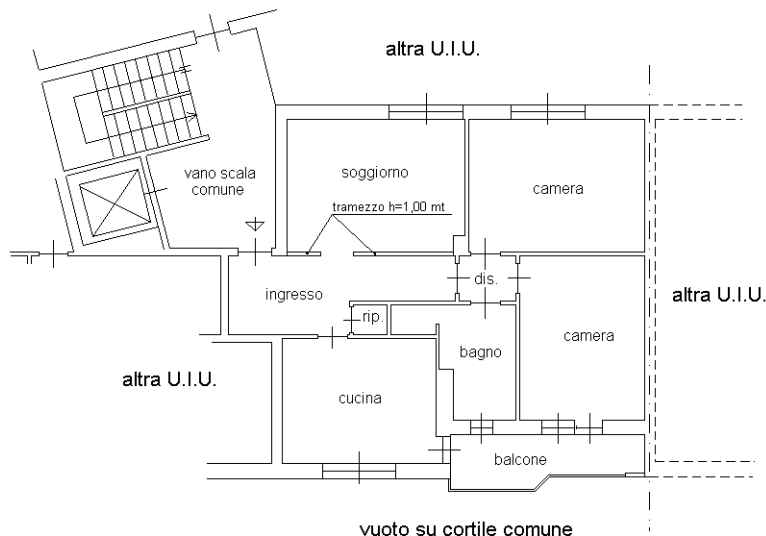 altra U.I.U.
vano scala
comune
soggiorno
camera
tramezzo h=1,00 mt
ingresso
dis.
altra U.I.U.
rip.
bagno
camera
altra U.I.U.
cucina
balcone
vuoto su cortile comune